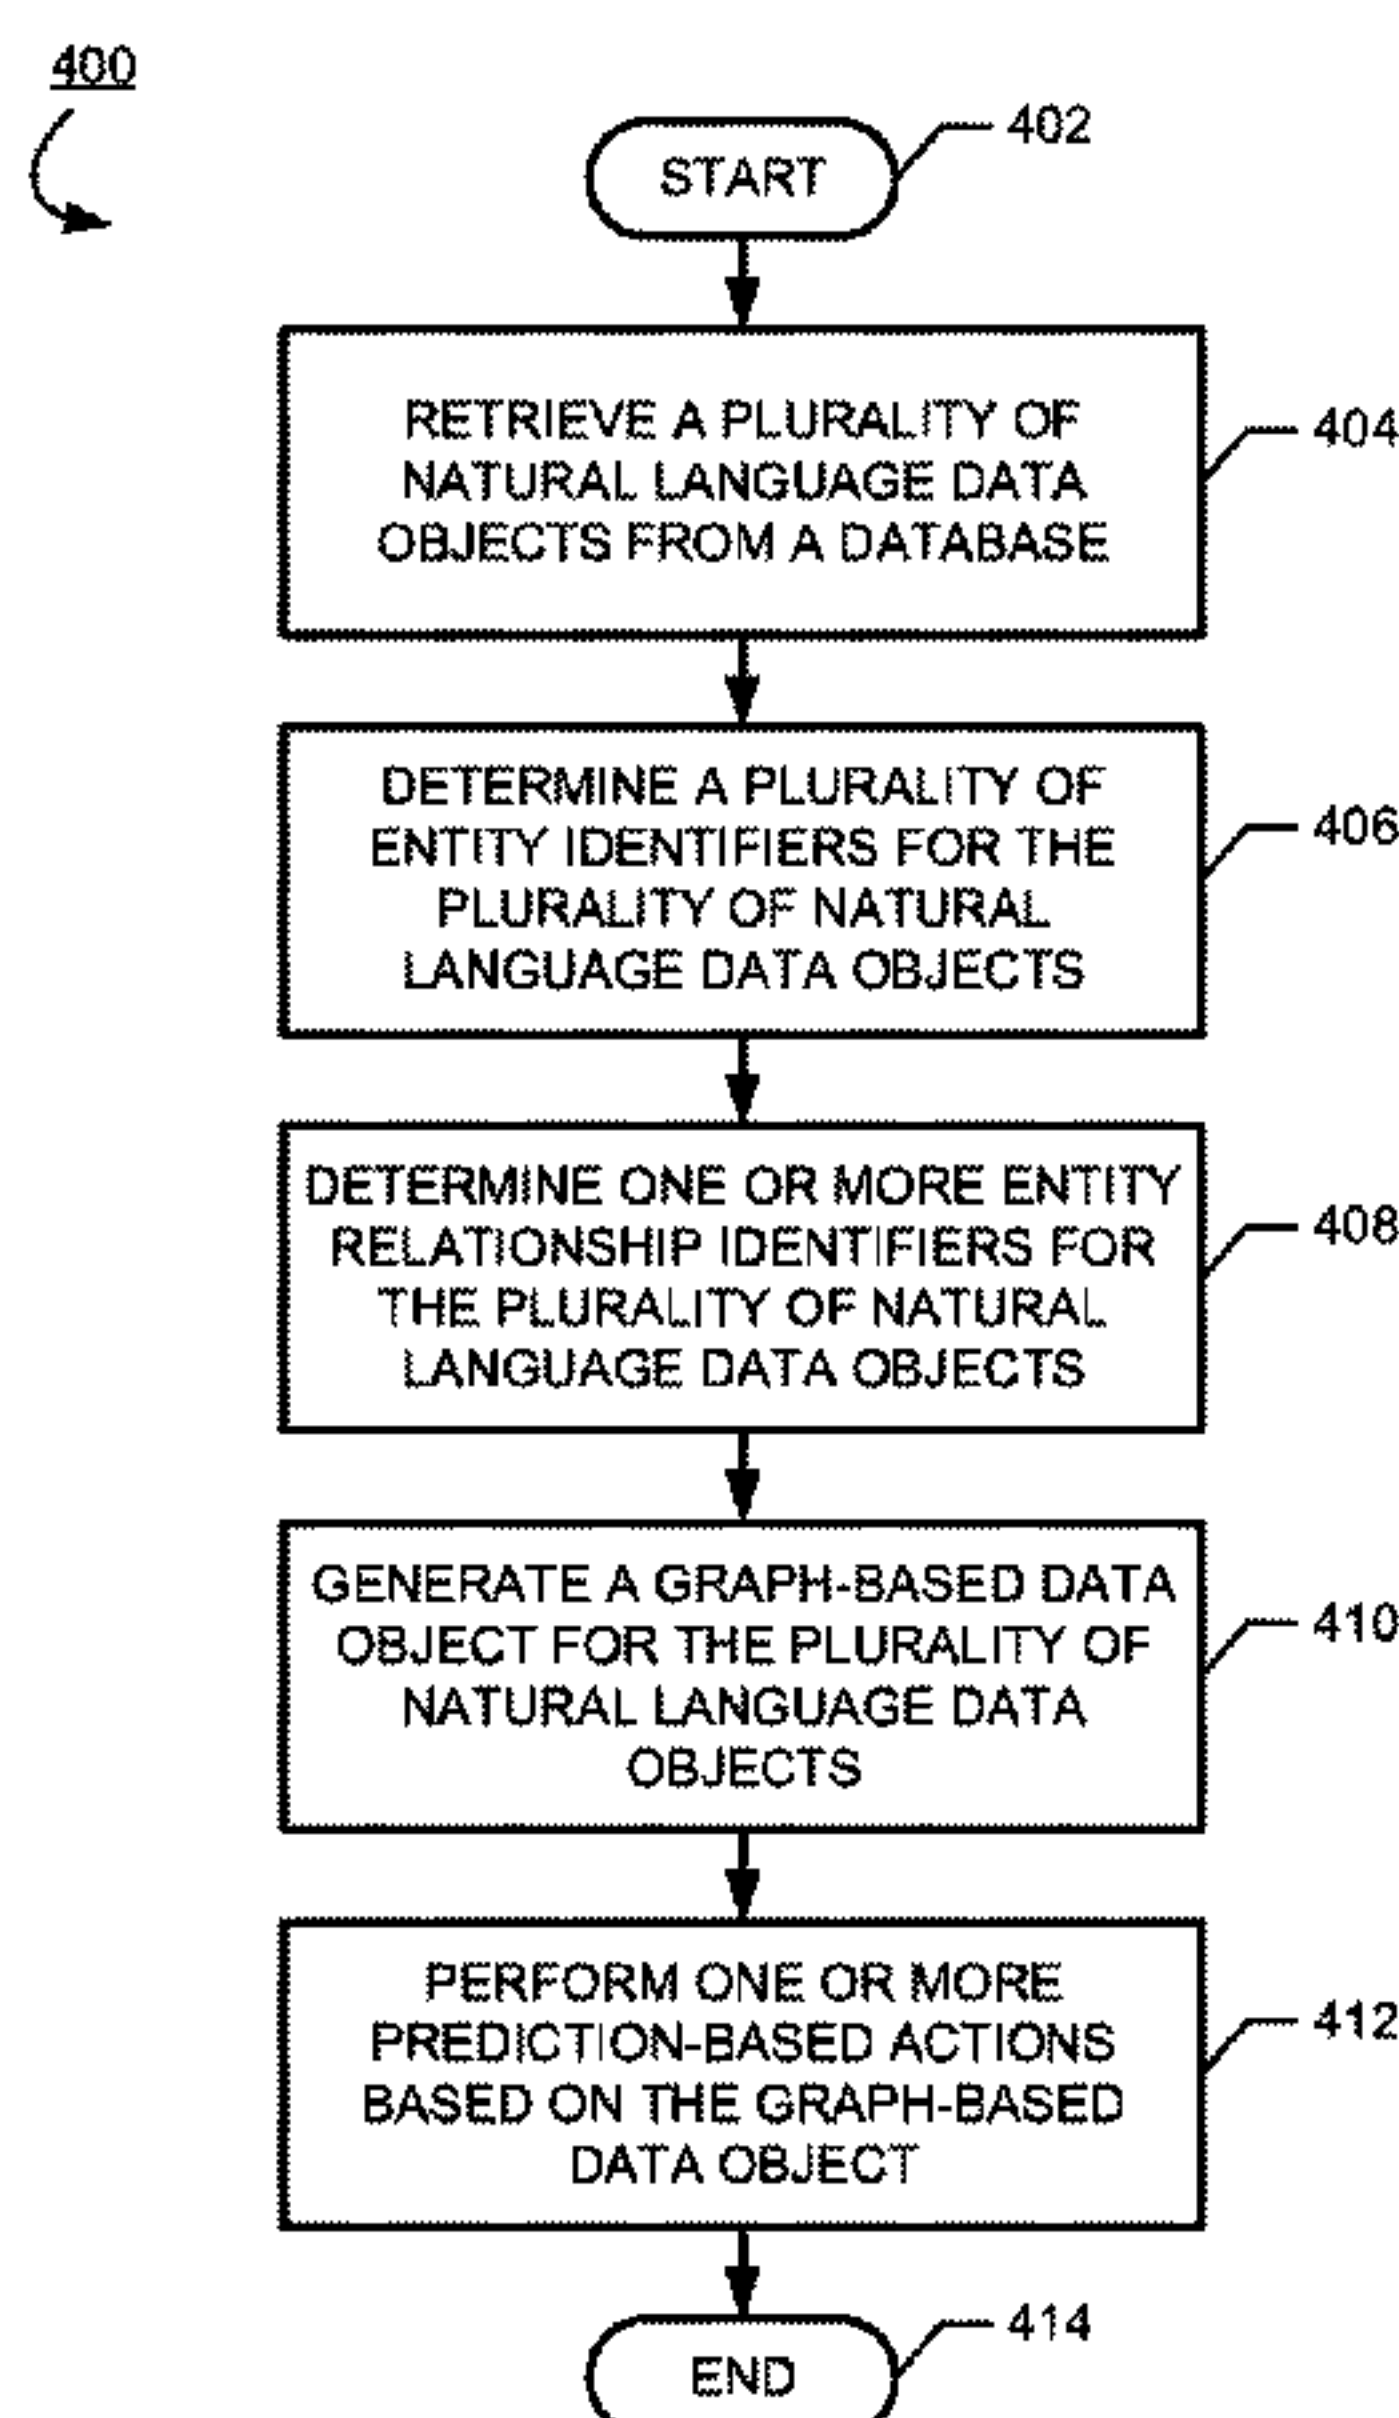 400
402
START
RETRIEVE A PLURALITY OF
NATURAL LANGUAGE DATA
OBJECTS FROM A DATABASE
404
DETERMINE A PLURALITY OF
ENTITY IDENTIFIERS FOR THE
PLURALITY OF NATURAL
LANGUAGE DATA OBJECTS
406
DETERMINE ONE OR MORE ENTITY
RELATIONSHIP IDENTIFIERS FOR
THE PLURALITY OF NATURAL
LANGUAGE DATA OBJECTS
408
GENERATE A GRAPH-BASED DATA
OBJECT FOR THE PLURALITY OF
NATURAL LANGUAGE DATA
OBJECTS
410
PERFORM ONE OR MORE
PREDICTION-BASED ACTIONS
BASED ON THE GRAPH-BASED
DATA OBJECT
412
414
END